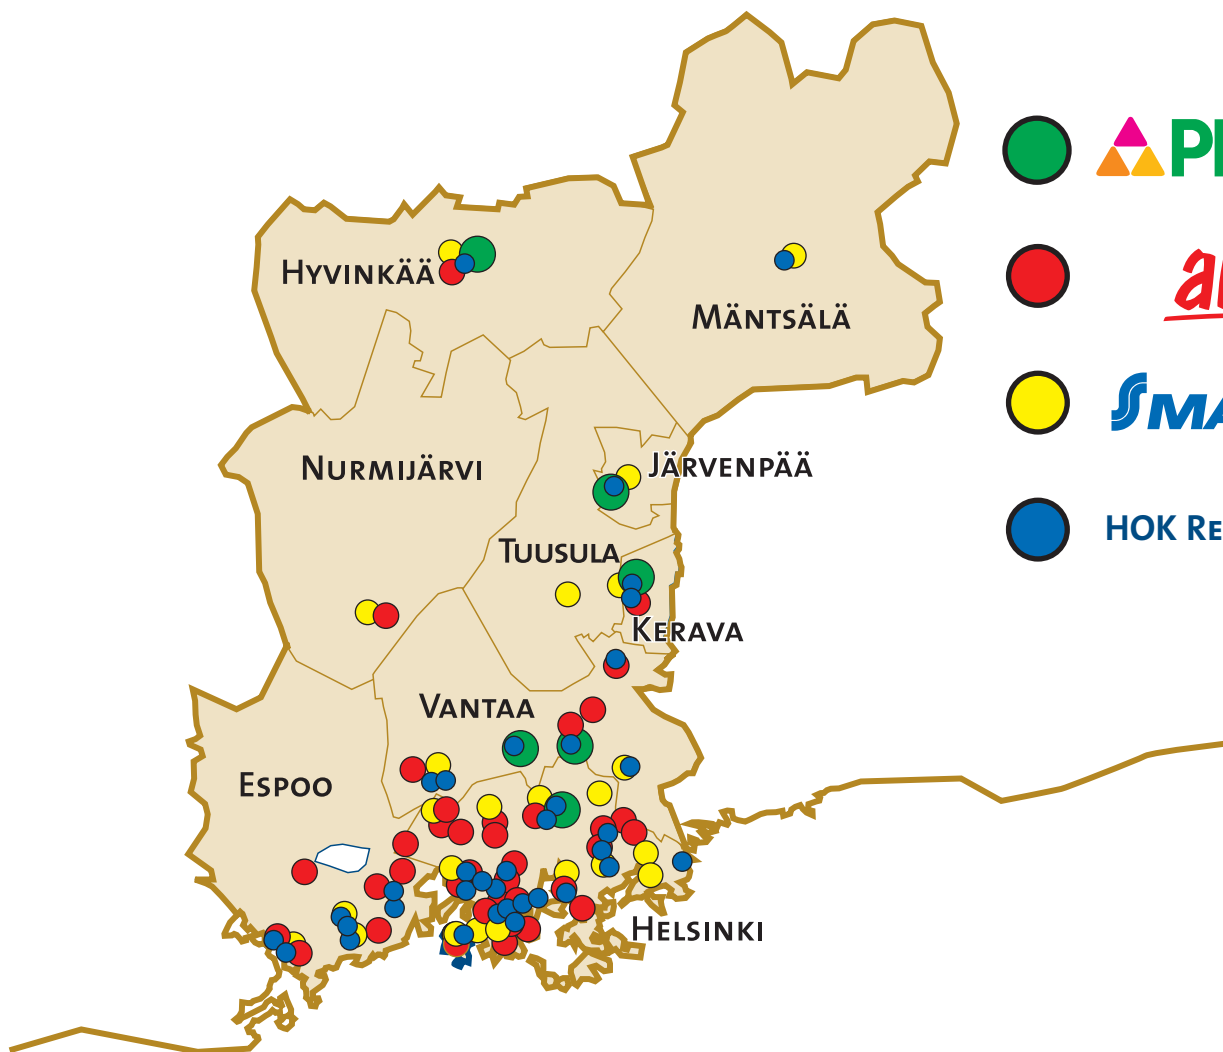 HYVINKÄÄ
MÄNTSÄLÄ
NURMIJÄRVI
JÄRVENPÄÄ
TUUSULA
KERAVA
VANTAA
ESPOO
HELSINKI
HOK RE